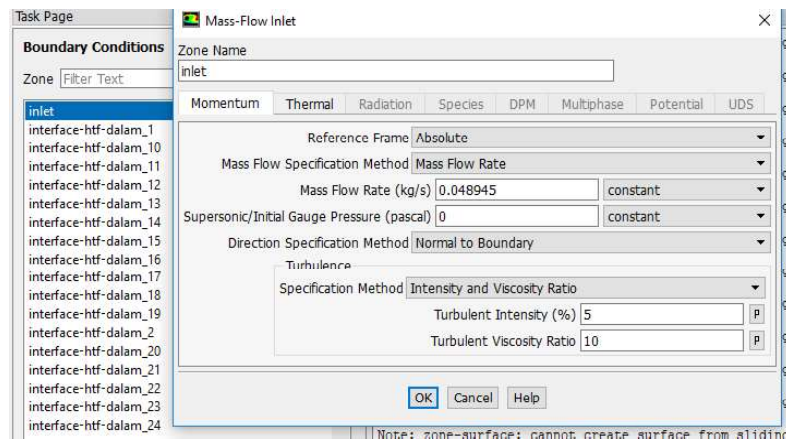 Task Page
Boundary Conditions
Zone Filter Text
inlet
interface-htf-dalam_1
interface-htf-dalam_10
interface-htf-dalam_11
interface-htf-dalam_12
interface-htf-dalam_13
interface-htf-dalam_14
interface-htf-dalam_15
interface-htf-dalam_16
interface-htf-dalam_17
interface-htf-dalam_18
interface-htf-dalam_19
interface-htf-dalam_2
interface-htf-dalam_20
interface-htf-dalam_21
interface-htf-dalam_22
interface-htf-dalam_23
interface-htf-dalam_24
Mass-Flow Inlet
Zone Name
inlet
Momentum Thermal Radiation Species DPM Multiphase Potential UDS
Reference Frame Absolute
Mass Flow Specification Method Mass Flow Rate
Mass Flow Rate (kg/s) 0.048945 constant
Supersonic/Initial Gauge Pressure (pascal) 0 constant
Direction Specification Method Normal to Boundary
Turbulence
Specification Method Intensity and Viscosity Ratio
Turbulent Intensity (%) 5 P
Turbulent Viscosity Ratio 10 P
OK Cancel Help
Note: zone-surface: cannot create surface from sliding